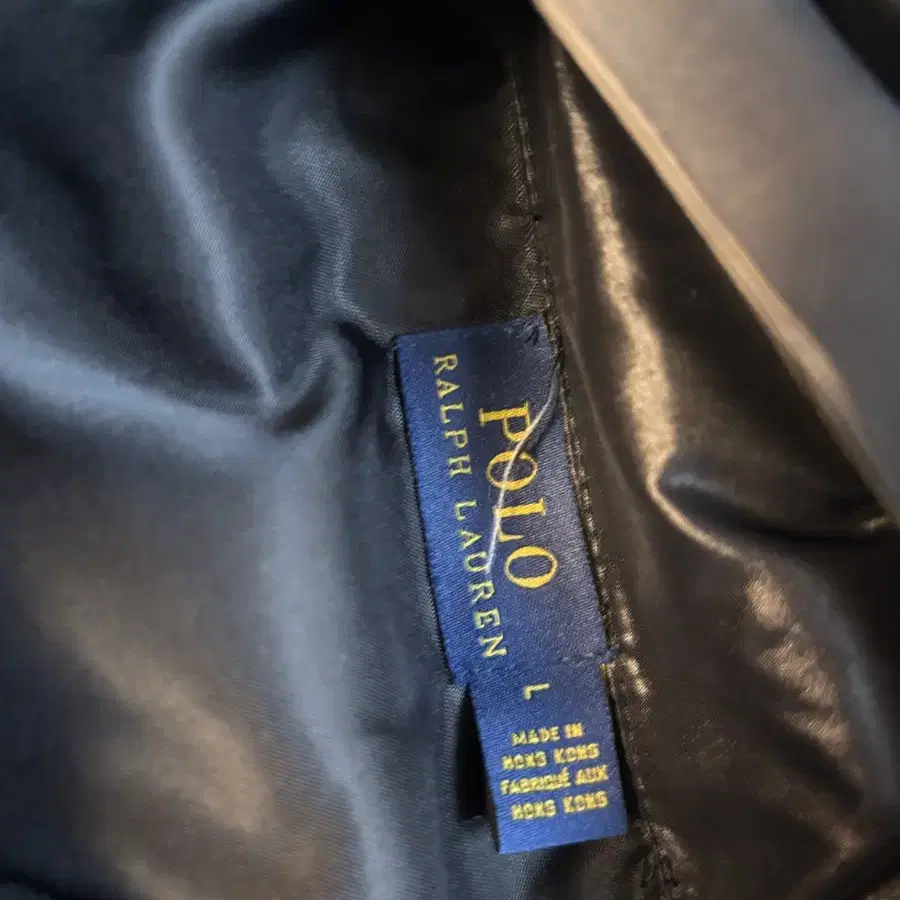 POLO
RALPH LAUREN
L
MADE IN
HONG KONG
FABRIQUÉ AUX
HONG KONG